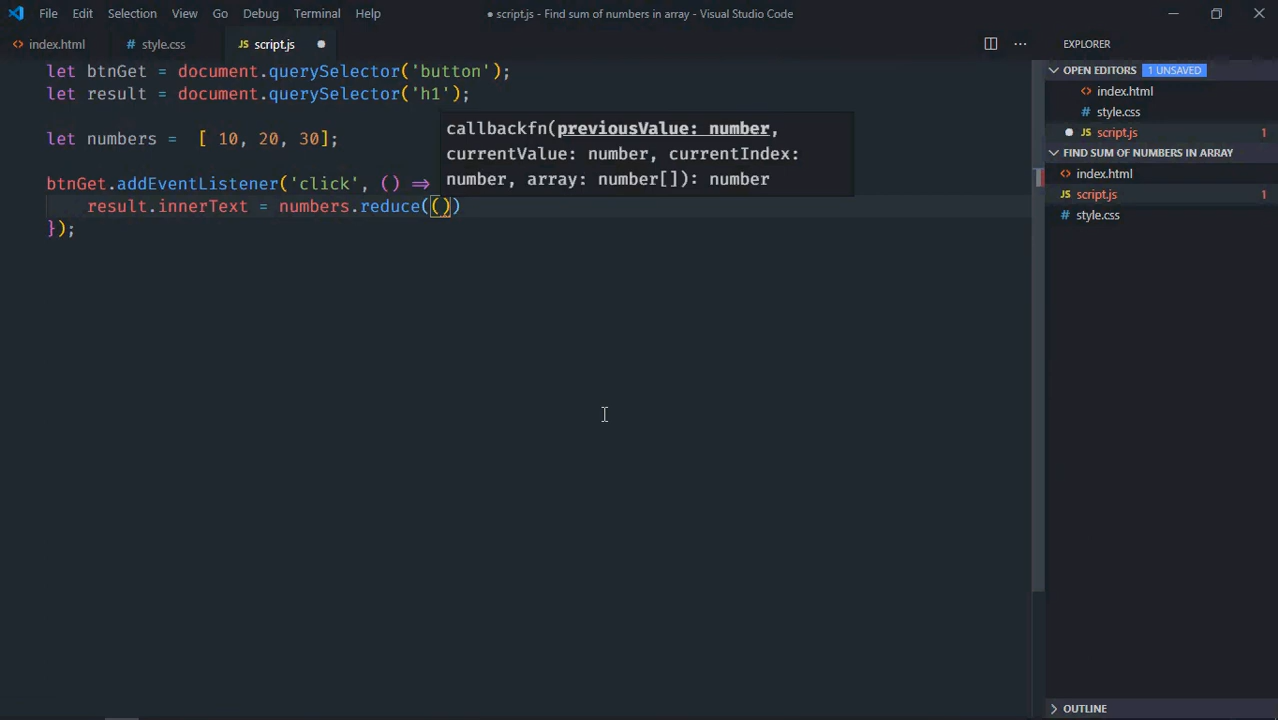 File Edit Selection View Go Debug Terminal Help
● script.js - Find sum of numbers in array - Visual Studio Code
<> index.html # style.css JS script.js ●
let btnGet = document.querySelector('button');
let result = document.querySelector('h1');
let numbers =  [ 10, 20, 30];
callbackfn(previousValue: number,
currentValue: number, currentIndex:
number, array: number[]): number
btnGet.addEventListener('click', () =>
result.innerText = numbers.reduce(())
});
EXPLORER
OPEN EDITORS 1 UNSAVED
<> index.html
# style.css
● script.js 1
FIND SUM OF NUMBERS IN ARRAY
<> index.html
JS script.js 1
# style.css
OUTLINE